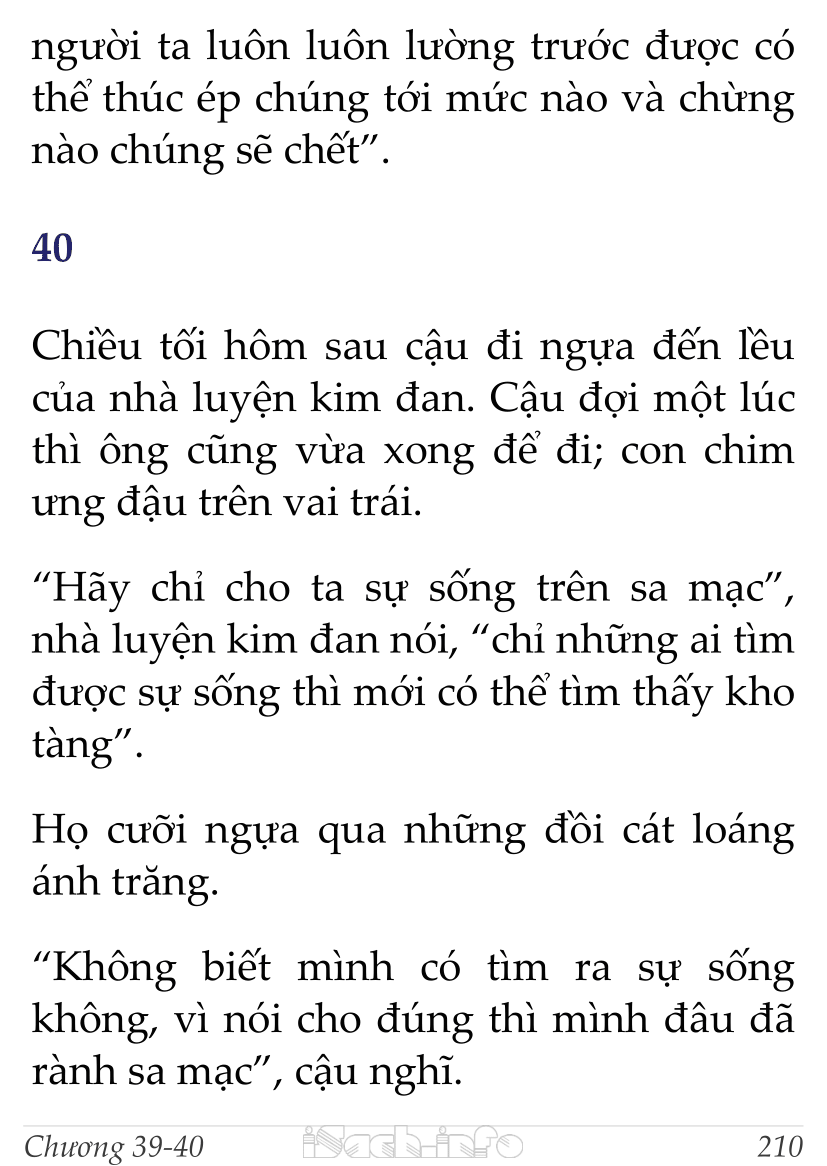 người ta luôn luôn lường trước được có
thể thúc ép chúng tới mức nào và chừng
nào chúng sẽ chết”.
40
Chiều tối hôm sau cậu đi ngựa đến lều
của nhà luyện kim đan. Cậu đợi một lúc
thì ông cũng vừa xong để đi; con chim
ưng đậu trên vai trái.
“Hãy chỉ cho ta sự sống trên sa mạc”,
nhà luyện kim đan nói, “chỉ những ai tìm
được sự sống thì mới có thể tìm thấy kho
tàng”.
Họ cưỡi ngựa qua những đồi cát loáng
ánh trăng.
“Không biết mình có tìm ra sự sống
không, vì nói cho đúng thì mình đâu đã
rành sa mạc”, cậu nghĩ.
Chương 39-40 iSach-info 210